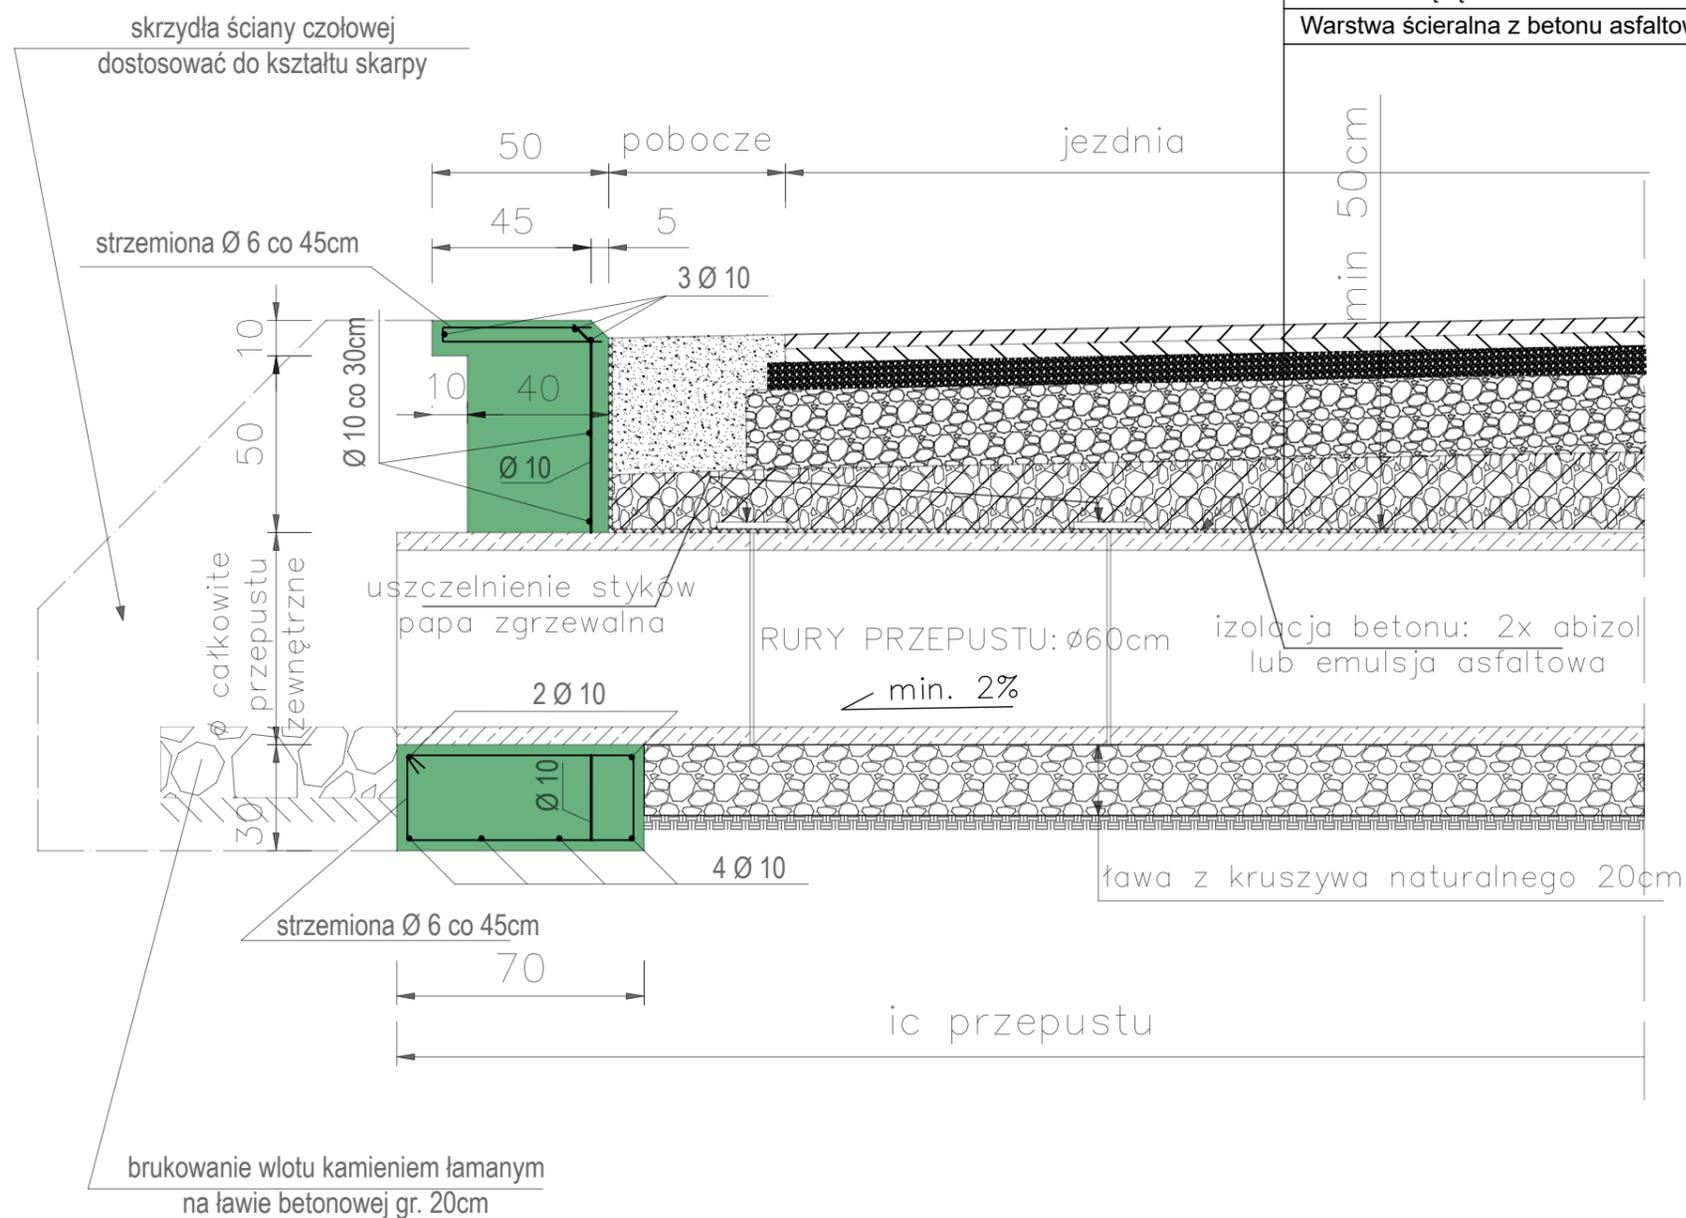 Warstwa ścieralna z betonu
skrzydła ściany czołowej
dostosować do kształtu skarpy
50
pobocze
jezdnia
min 50cm
45
5
strzemiona Ø 6 co 45cm
3 Ø 10
10
Ø 10 co 30cm
10
40
50
Ø 10
ø całkowite
przepustu
zewnętrzne
uszczelnienie styków
papa zgrzewalna
RURY PRZEPUSTU: ø60cm
izolacja betonu: 2x abizol
lub emulsja asfaltowa
min. 2%
2 Ø 10
Ø 10
30
4 Ø 10
ława z kruszywa naturalnego 20cm
strzemiona Ø 6 co 45cm
70
ic przepustu
brukowanie wlotu kamieniem łamanym
na ławie betonowej gr. 20cm